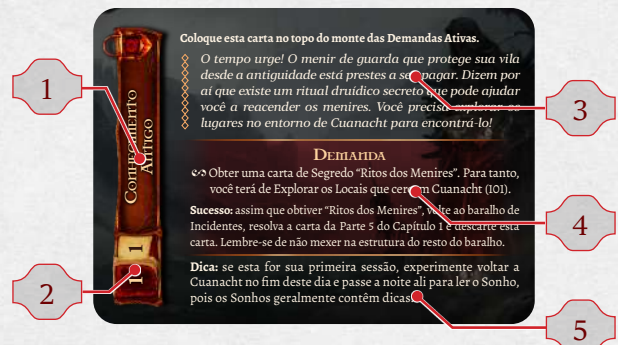 Coloque esta carta no topo do monte das Demandas Ativas.
O tempo urge! O menir de guarda que protege sua vila
desde a antiguidade está prestes a se apagar. Dizem por
aí que existe um ritual druídico secreto que pode ajudar
você a reacender os menires. Você precisa explorar os
lugares no entorno de Cuanacht para encontrá-lo!
Demanda
Obter uma carta de Segredo “Ritos dos Menires”. Para tanto,
você terá de Explorar os Locais que cercam Cuanacht (101).
Sucesso: assim que obtiver “Ritos dos Menires”, volte ao baralho de
Incidentes, resolva a carta da Parte 5 do Capítulo 1 e descarte esta
carta. Lembre-se de não mexer na estrutura do resto do baralho.
Dica: se esta for sua primeira sessão, experimente voltar a
Cuanacht no fim deste dia e passe a noite ali para ler o Sonho,
pois os Sonhos geralmente contêm dicas.
Conhecimento
Antigo
1
1
1
2
3
4
5